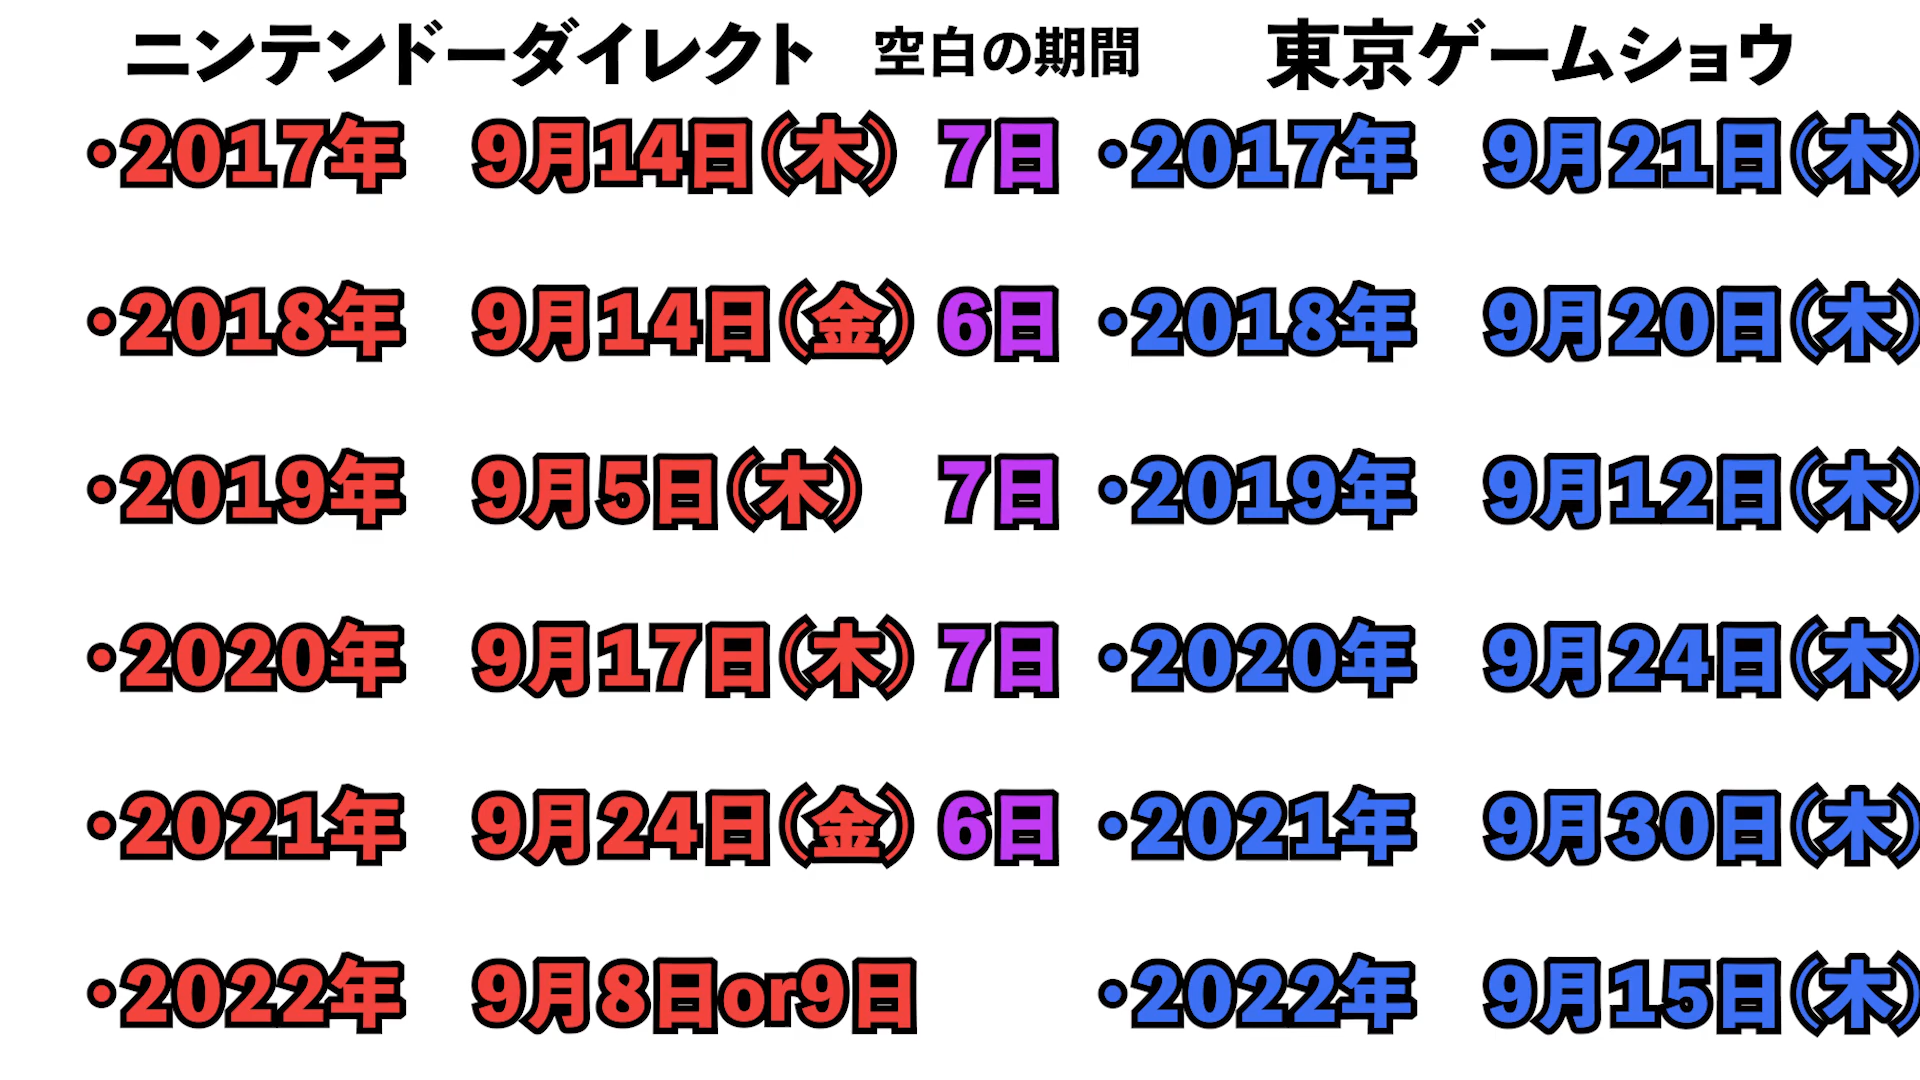 ニンテンドーダイレクト 空白の期間 東京ゲームショウ
・2017年 9月14日(木) 7日 ・2017年 9月21日(木)
・2018年 9月14日(金) 6日 ・2018年 9月20日(木)
・2019年 9月5日(木) 7日 ・2019年 9月12日(木)
・2020年 9月17日(木) 7日 ・2020年 9月24日(木)
・2021年 9月24日(金) 6日 ・2021年 9月30日(木)
・2022年 9月8日or9日 ・2022年 9月15日(木)